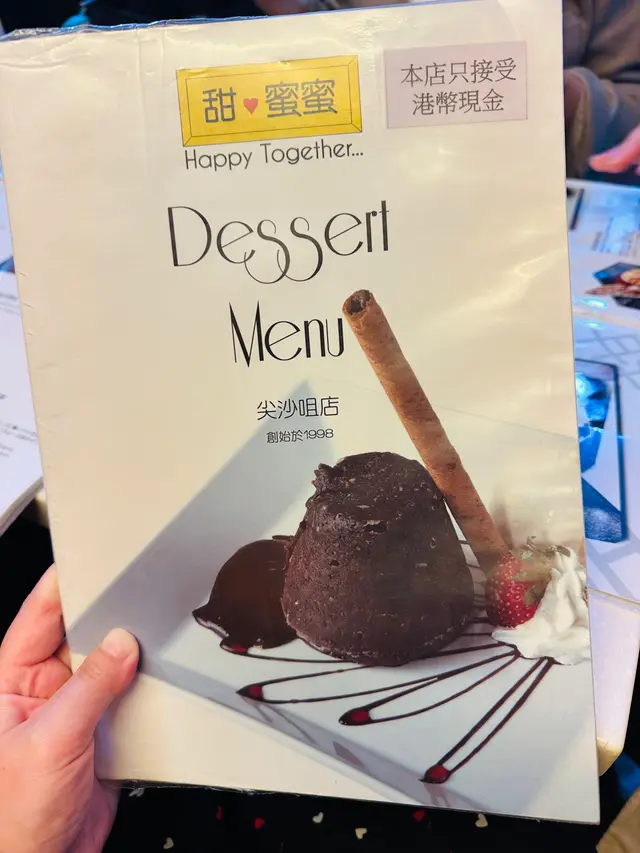 甜♥蜜蜜
Happy Together...
本店只接受
港幣現金
Dessert
Menu
尖沙咀店
創始於1998